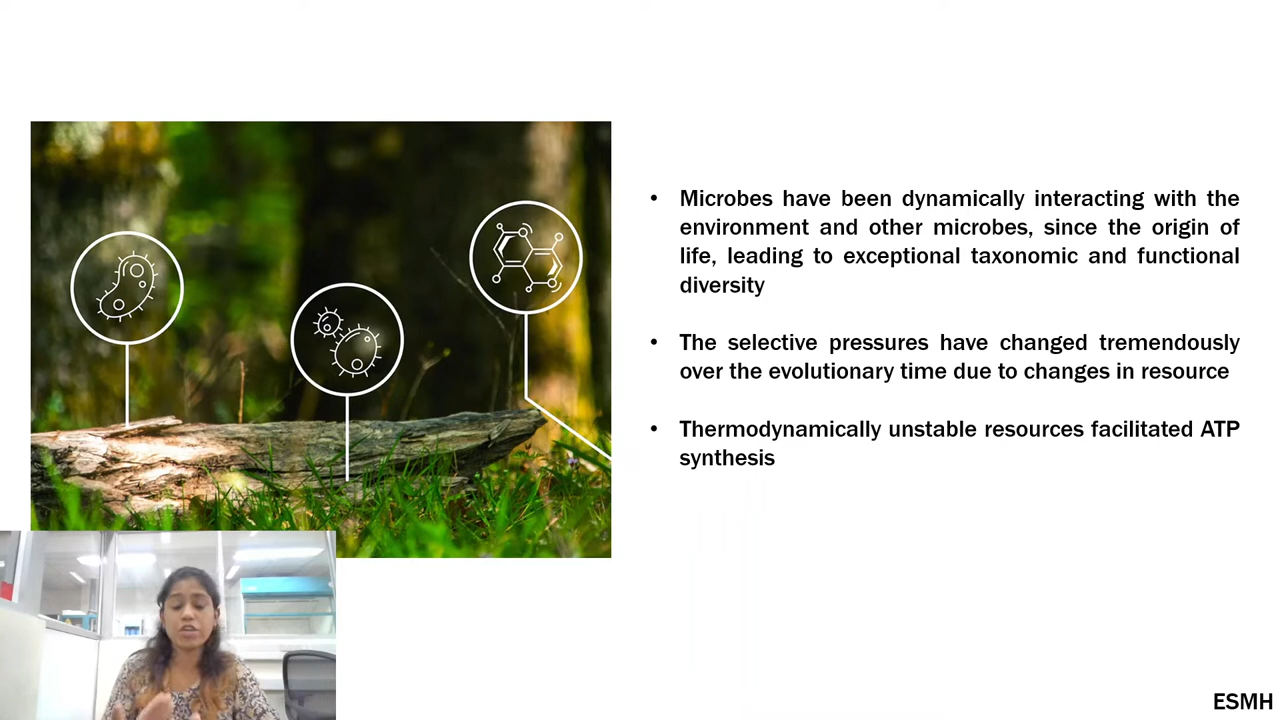 • Microbes have been dynamically interacting with the
environment and other microbes, since the origin of
life, leading to exceptional taxonomic and functional
diversity
• The selective pressures have changed tremendously
over the evolutionary time due to changes in resource
• Thermodynamically unstable resources facilitated ATP
synthesis
ESMH